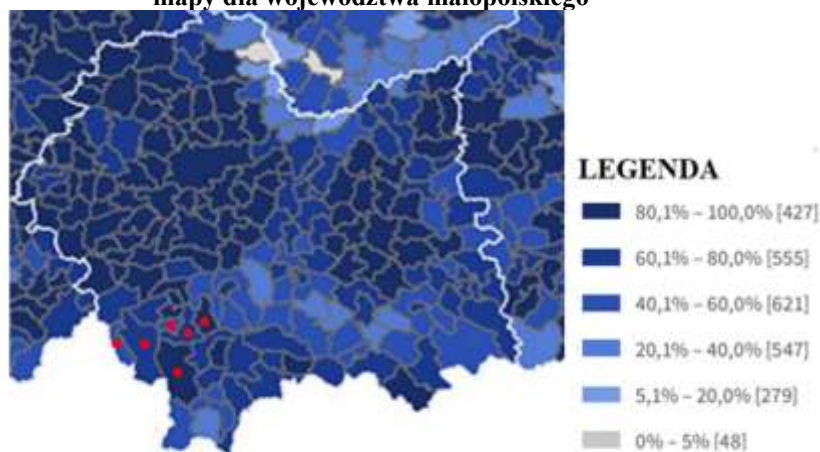 mapy dla województwa małopolskiego
LEGENDA
80,1% – 100,0% [427]
60,1% – 80,0% [555]
40,1% – 60,0% [621]
20,1% – 40,0% [547]
5,1% – 20,0% [279]
0% – 5% [48]